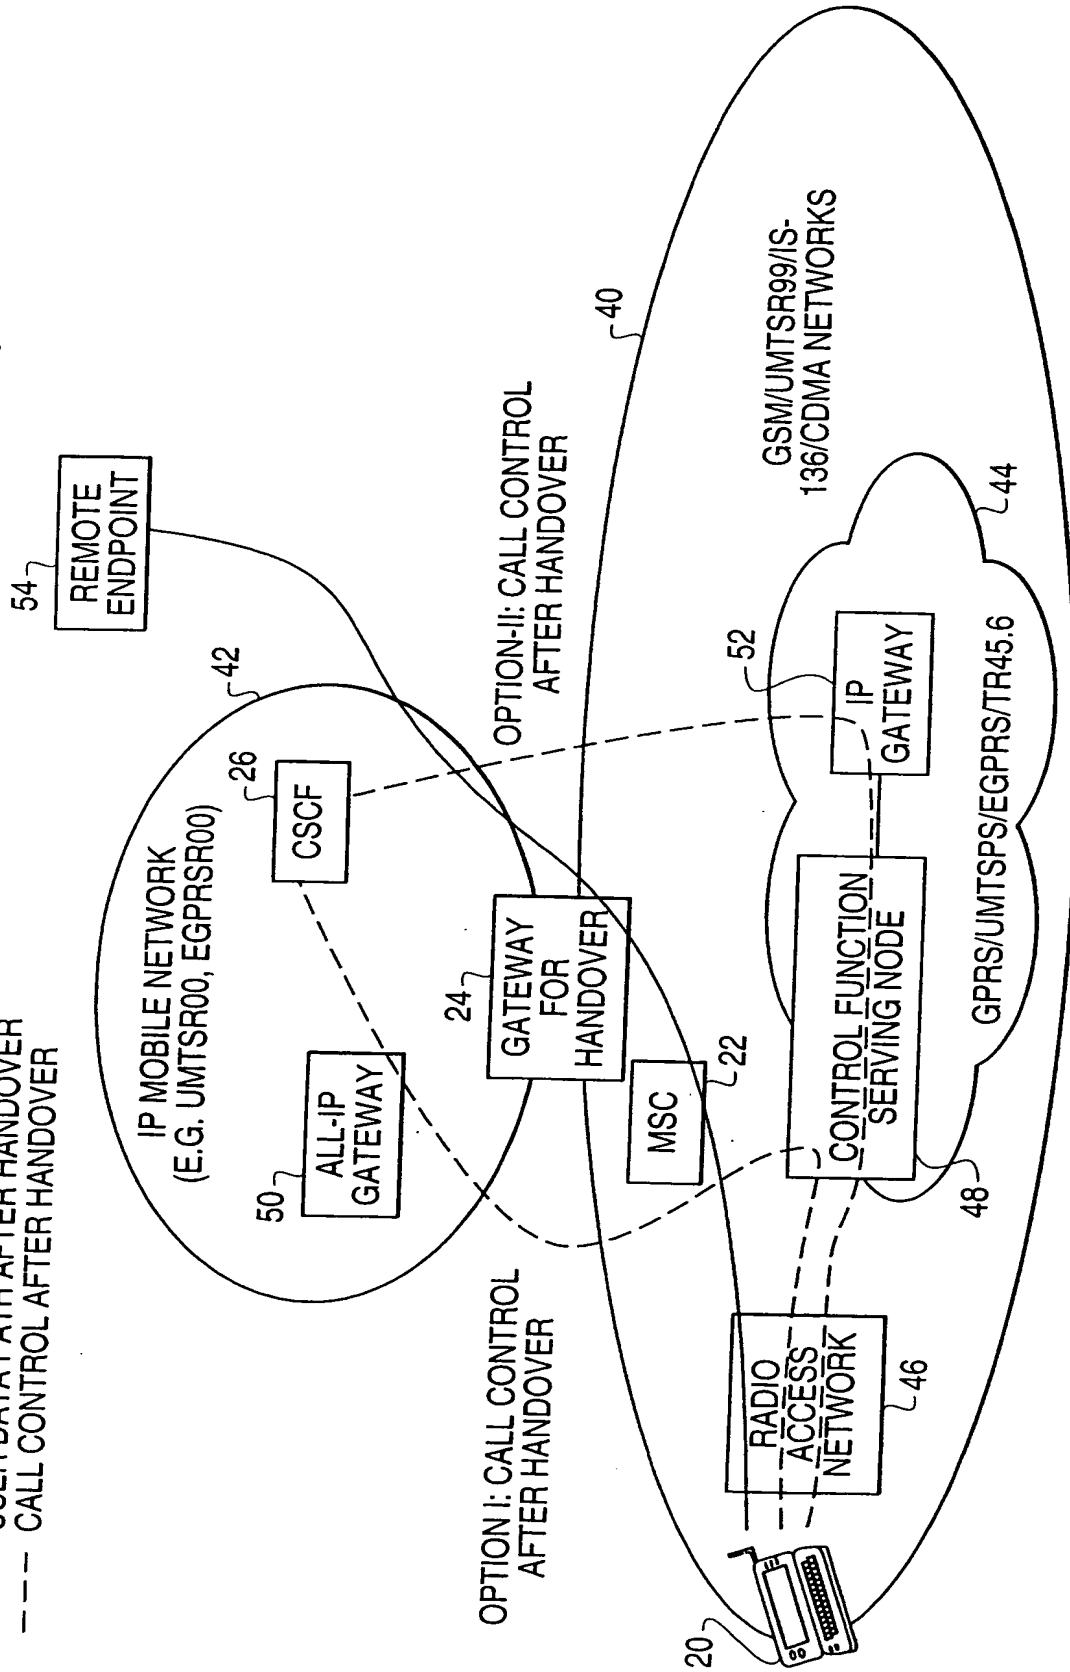 USER DATA PATH AFTER HANDOVER
--- CALL CONTROL AFTER HANDOVER
54
REMOTE
ENDPOINT
42
IP MOBILE NETWORK
(E.G. UMTSR00, EGPRSR00)
26
CSCF
50
ALL-IP
GATEWAY
24
GATEWAY
FOR
HANDOVER
OPTION I: CALL CONTROL
AFTER HANDOVER
OPTION-II: CALL CONTROL
AFTER HANDOVER
40
MSC
22
GSM/UMTSR99/IS-
136/CDMA NETWORKS
20
RADIO
ACCESS
NETWORK
46
CONTROL FUNCTION
SERVING NODE
48
52
IP
GATEWAY
44
GPRS/UMTSPS/EGPRS/TR45.6